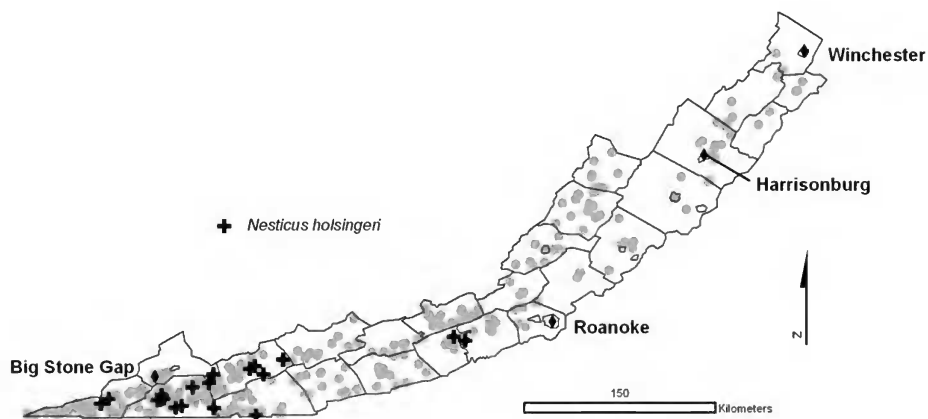 Winchester
Harrisonburg
Nesticus holsingeri
N
Roanoke
Big Stone Gap
150
Kilometers